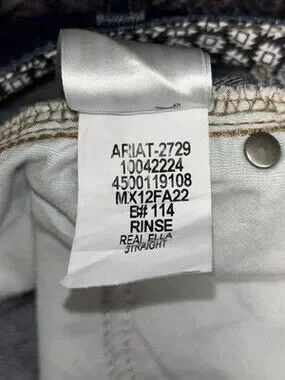 ARIAT-2729
10042224
4500119108
MX12FA22
B# 114
RINSE
REAL ELLA
STRAIGHT